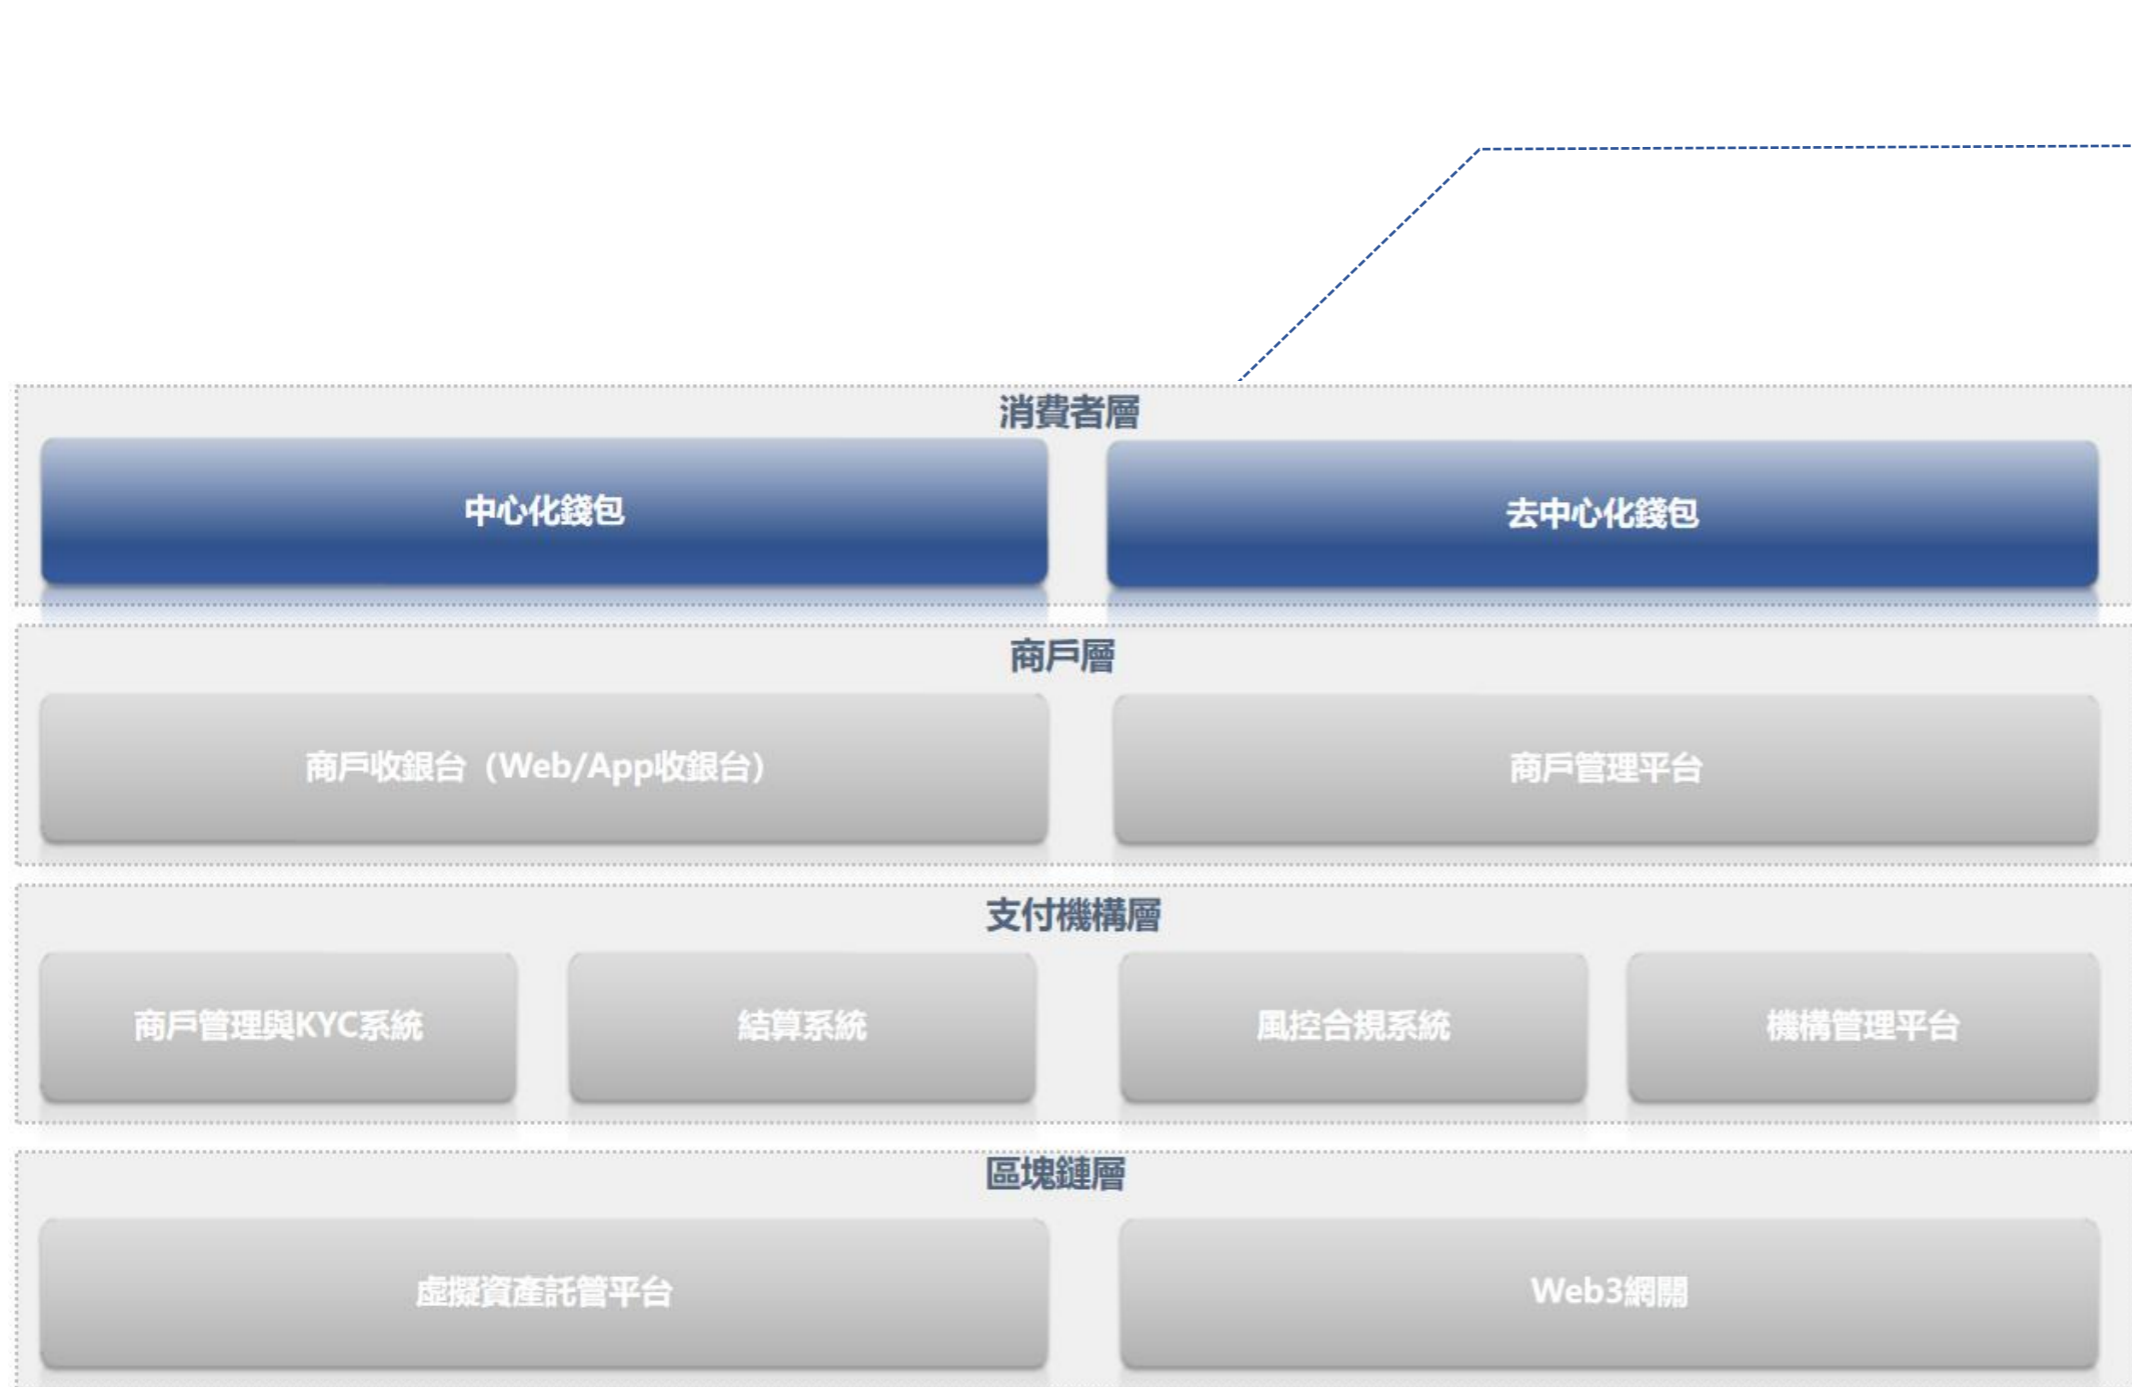 消費者層
中心化錢包
去中心化錢包
商戶層
商戶收銀台（Web/App收銀台）
商戶管理平台
支付機構層
商戶管理與KYC系統
結算系統
風控合規系統
機構管理平台
區塊鏈層
虛擬資產託管平台
Web3網關